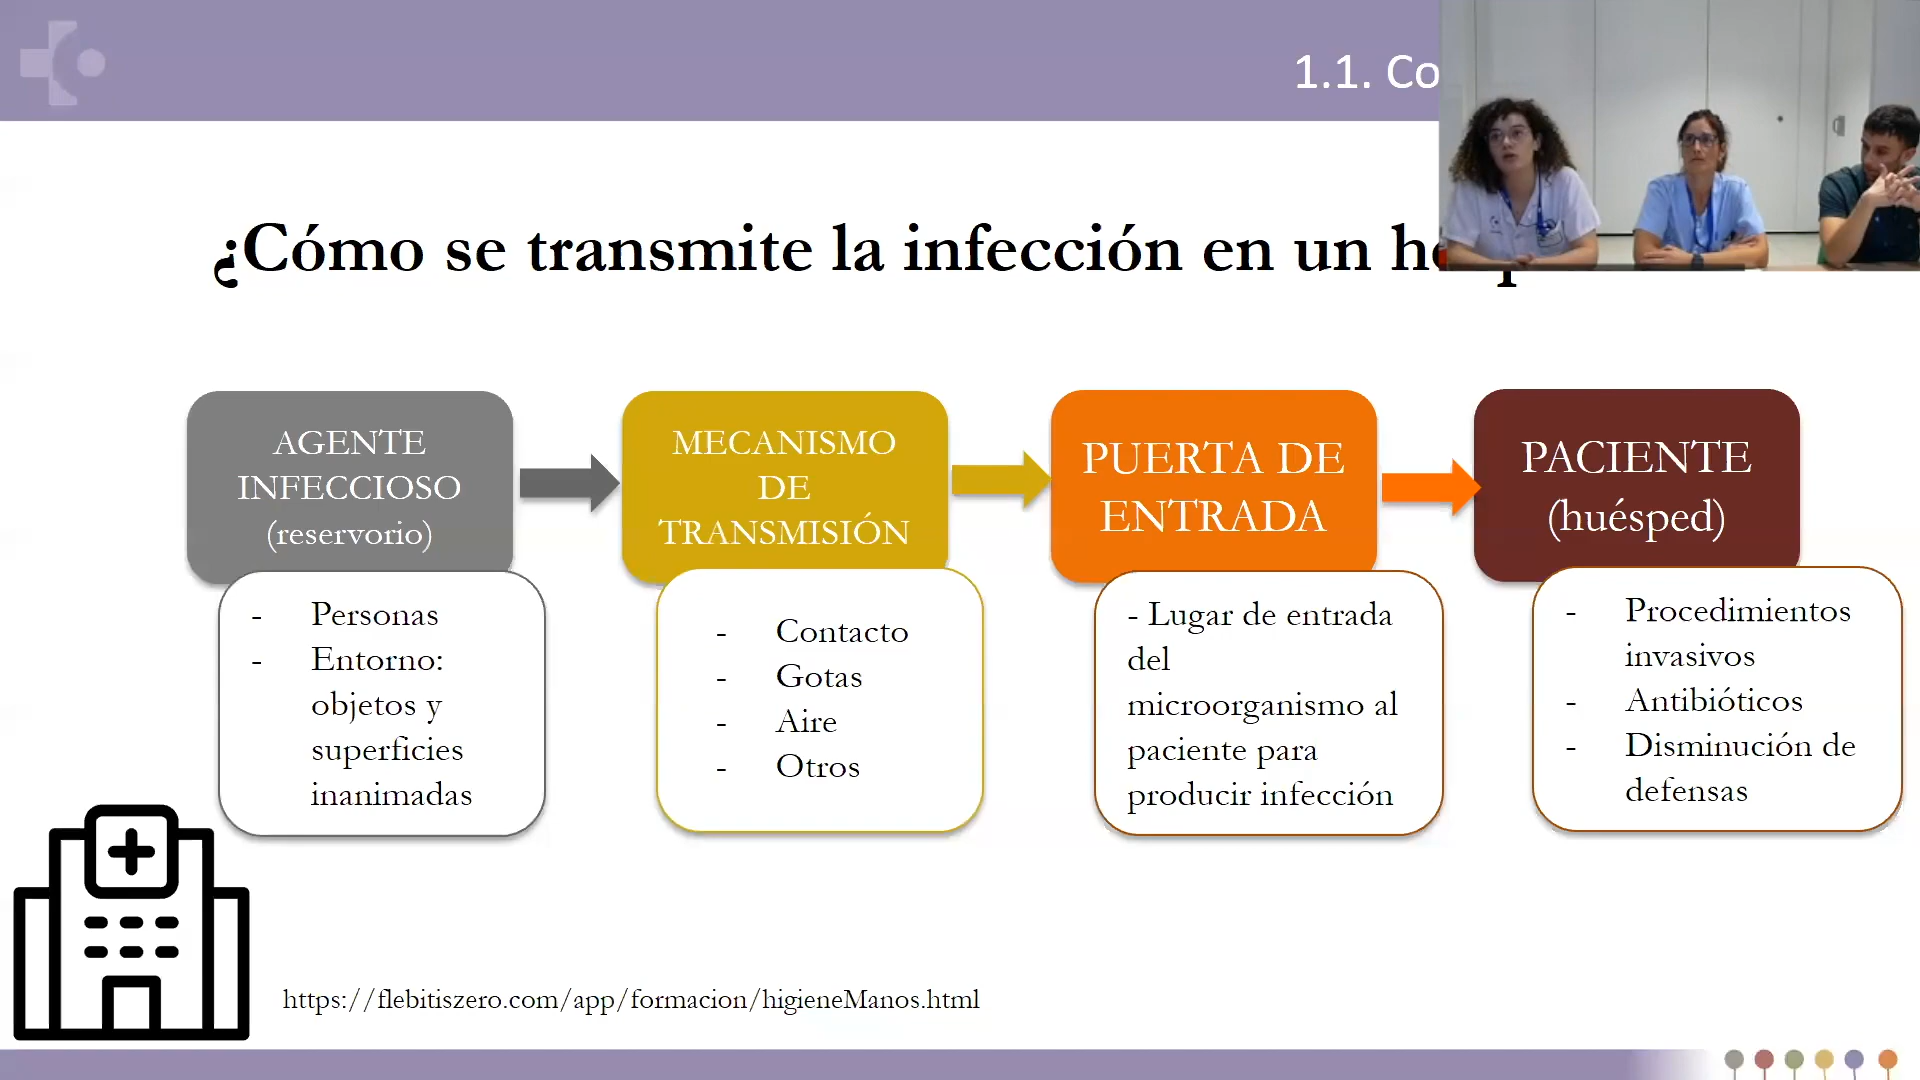 1.1. Co
¿Cómo se transmite la infección en un
AGENTE
INFECCIOSO
(reservorio)
- Personas
- Entorno:
objetos y
superficies
inanimadas
MECANISMO
DE
TRANSMISIÓN
- Contacto
- Gotas
- Aire
- Otros
PUERTA DE
ENTRADA
- Lugar de entrada
del
microorganismo al
paciente para
producir infección
PACIENTE
(huésped)
- Procedimientos
invasivos
- Antibióticos
- Disminución de
defensas
https://flebitiszero.com/app/formacion/higieneManos.html